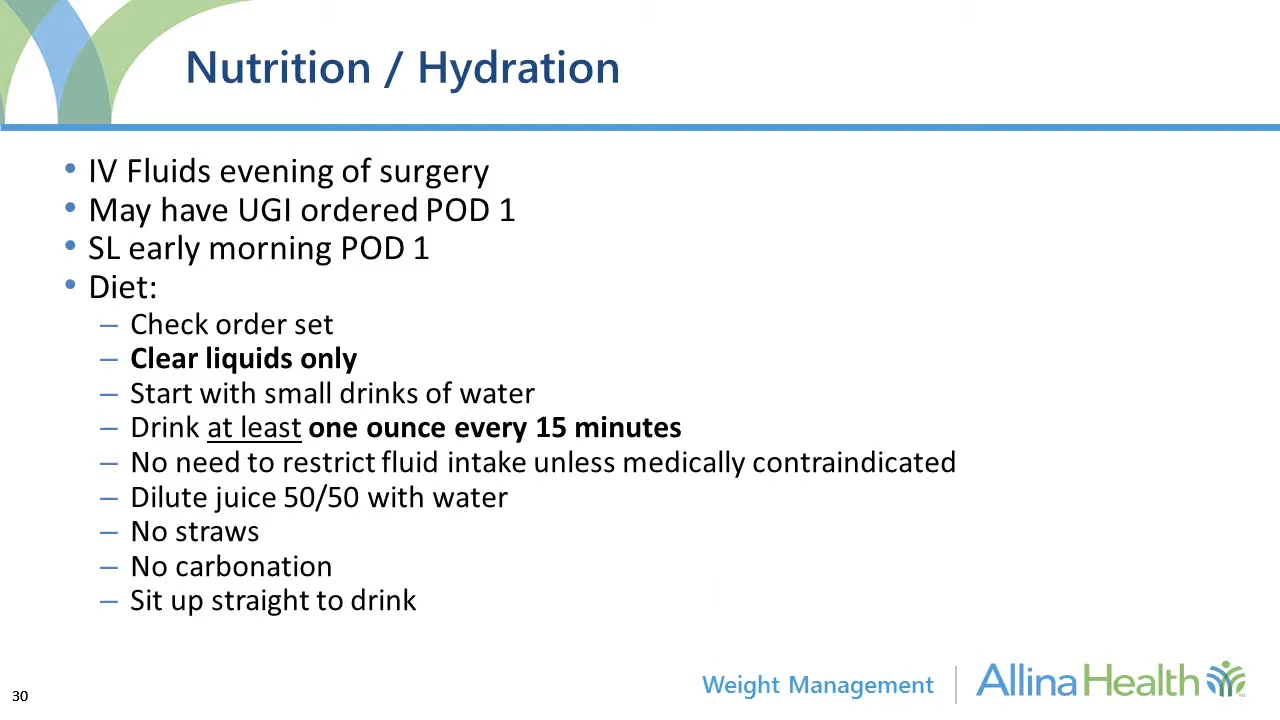 Nutrition / Hydration
• IV Fluids evening of surgery
• May have UGI ordered POD 1
• SL early morning POD 1
• Diet:
– Check order set
– Clear liquids only
– Start with small drinks of water
– Drink at least one ounce every 15 minutes
– No need to restrict fluid intake unless medically contraindicated
– Dilute juice 50/50 with water
– No straws
– No carbonation
– Sit up straight to drink
Weight Management
Allina Health
30